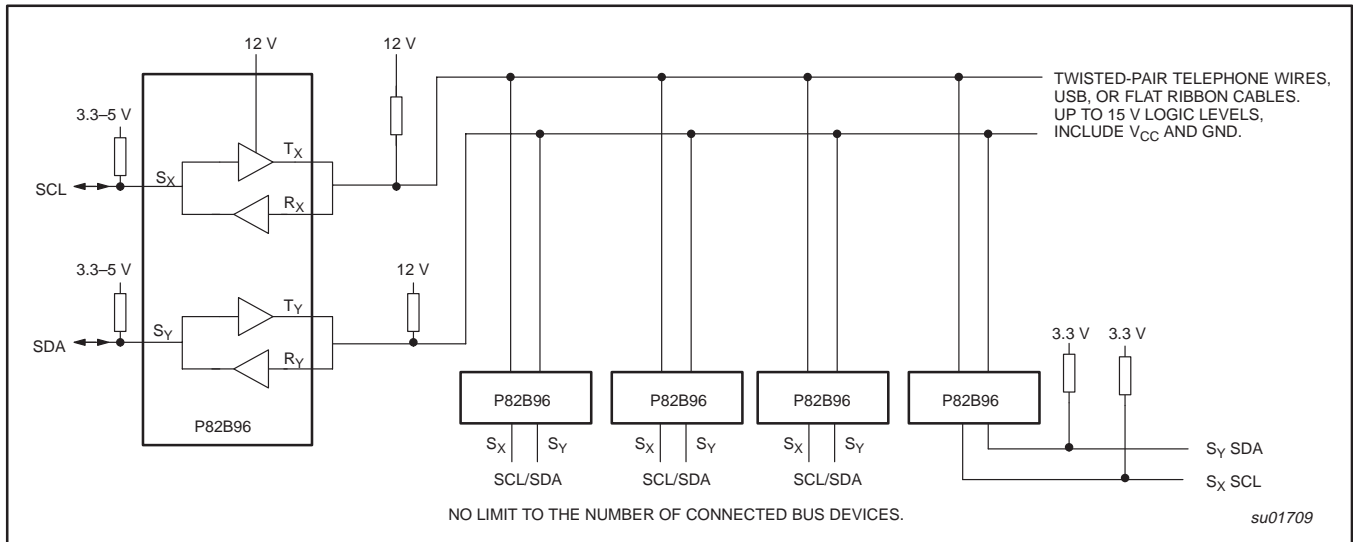 12 V
12 V
TWISTED-PAIR TELEPHONE WIRES,
USB, OR FLAT RIBBON CABLES.
UP TO 15 V LOGIC LEVELS,
INCLUDE VCC AND GND.
3.3–5 V
TX
SX
SCL
RX
3.3–5 V
12 V
TY
SY
SDA
RY
3.3 V
3.3 V
P82B96
P82B96
P82B96
P82B96
P82B96
SX
SY
SX
SY
SX
SY
SY SDA
SCL/SDA
SCL/SDA
SCL/SDA
SX SCL
NO LIMIT TO THE NUMBER OF CONNECTED BUS DEVICES.
su01709